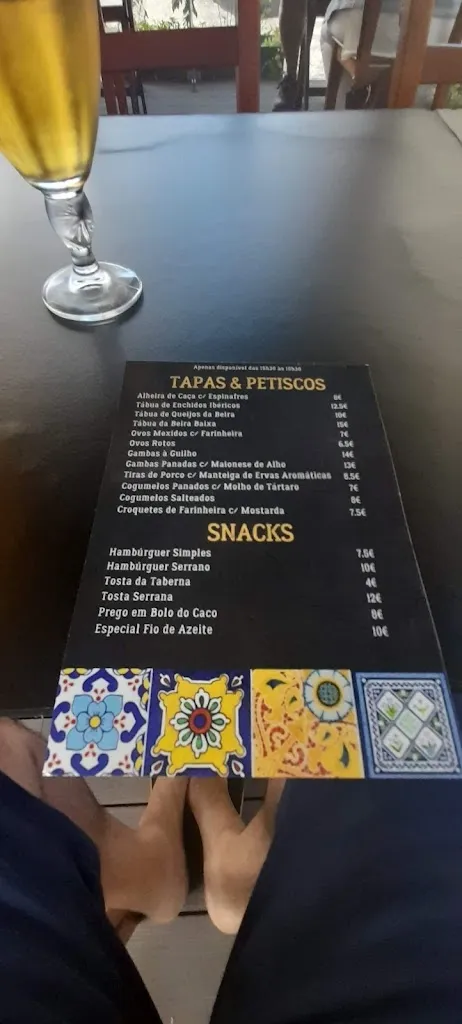 Apenas disponível das 15h30 às 18h30
TAPAS & PETISCOS
Alheira de Caça c/ Espinafres 6€
Tábua de Enchidos Ibéricos 12.5€
Tábua de Queijos da Beira 10€
Tábua da Beira Baixa 15€
Ovos Mexidos c/ Farinheira 7€
Ovos Rotos 6.5€
Gambas à Guilho 14€
Gambas Panadas c/ Maionese de Alho 13€
Tiras de Porco c/ Manteiga de Ervas Aromáticas 8.5€
Cogumelos Panados c/ Molho de Tártaro 7€
Cogumelos Salteados 8€
Croquetes de Farinheira c/ Mostarda 7.5€
SNACKS
Hambúrguer Simples 7.5€
Hambúrguer Serrano 10€
Tosta da Taberna 4€
Tosta Serrana 12€
Prego em Bolo do Caco 8€
Especial Fio de Azeite 10€